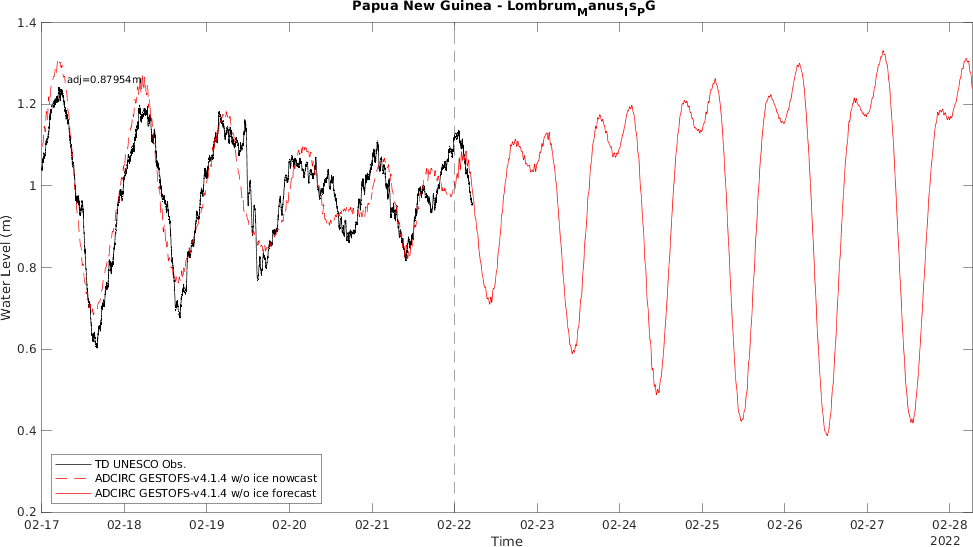 Papua New Guinea - LombrumManusIsPG
1.4
adj=0.87954m
1.2
1
0.8
0.6
0.4
0.2
Water Level (m)
TD UNESCO Obs.
ADCIRC GESTOFS-v4.1.4 w/o ice nowcast
ADCIRC GESTOFS-v4.1.4 w/o ice forecast
02-17 02-18 02-19 02-20 02-21 02-22 02-23 02-24 02-25 02-26 02-27 02-28
2022
Time